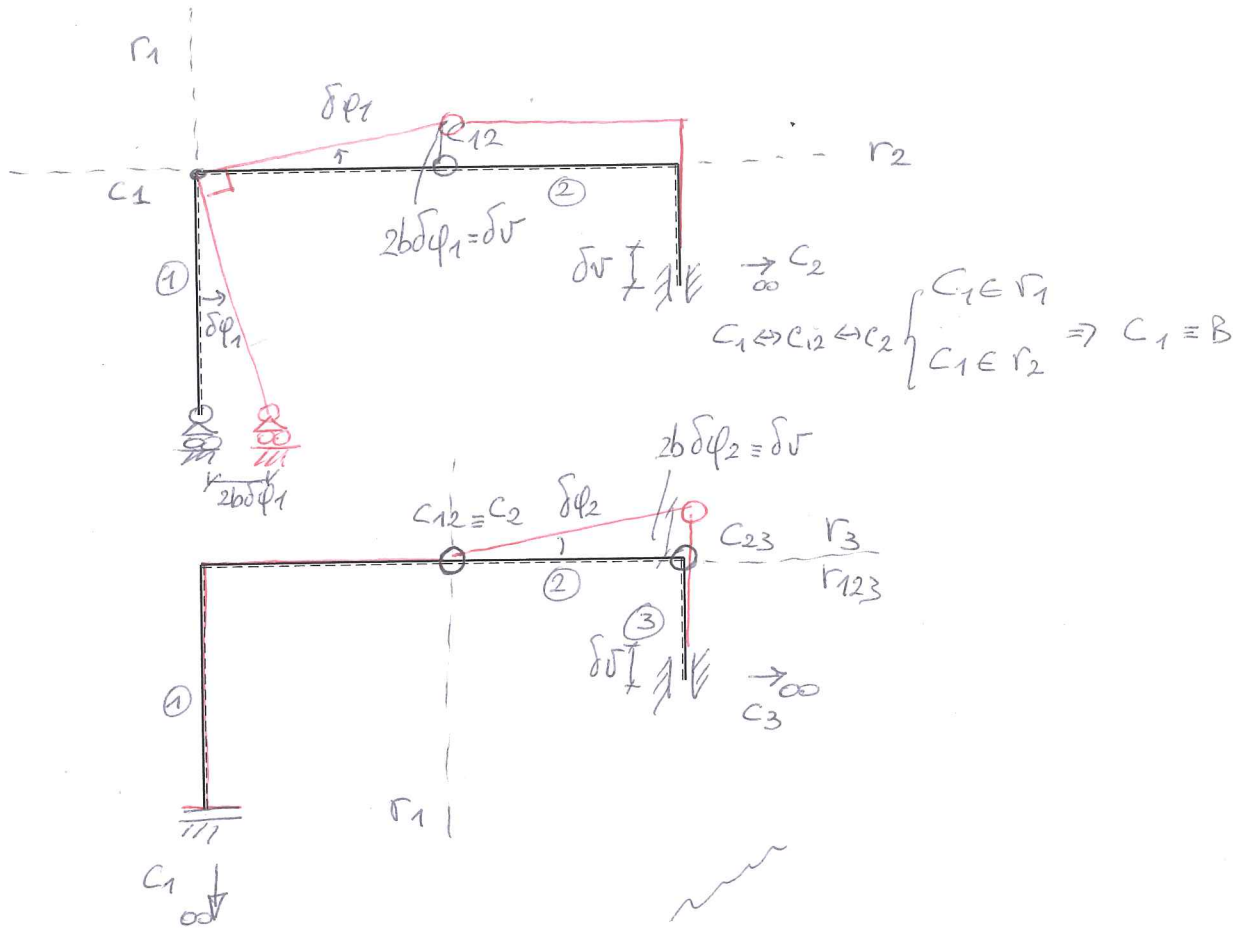 r1
δφ1
C12
r2
C1
2
2bδφ1=δv
1
δφ1
δv
→ ∞ C2
C1 ⇔ C12 ⇔ C2 { C1 ∈ r1
C1 ∈ r2 ⇒ C1 ≡ B
2bδφ1
2bδφ2 ≡ δv
C12 ≡ C2
δφ2
C23
r3
r123
2
3
δv
→ ∞
C3
1
r1
C1
∞